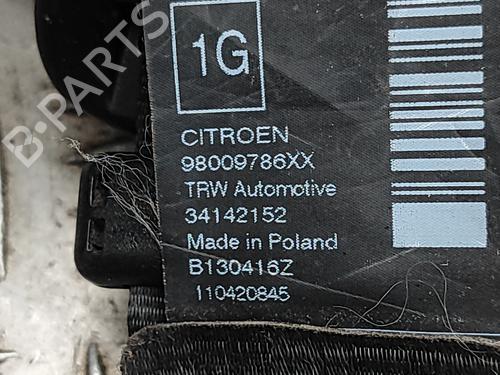 1G
CITROEN
98009786XX
TRW Automotive
34142152
Made in Poland
B130416Z
110420845
B-PARTS